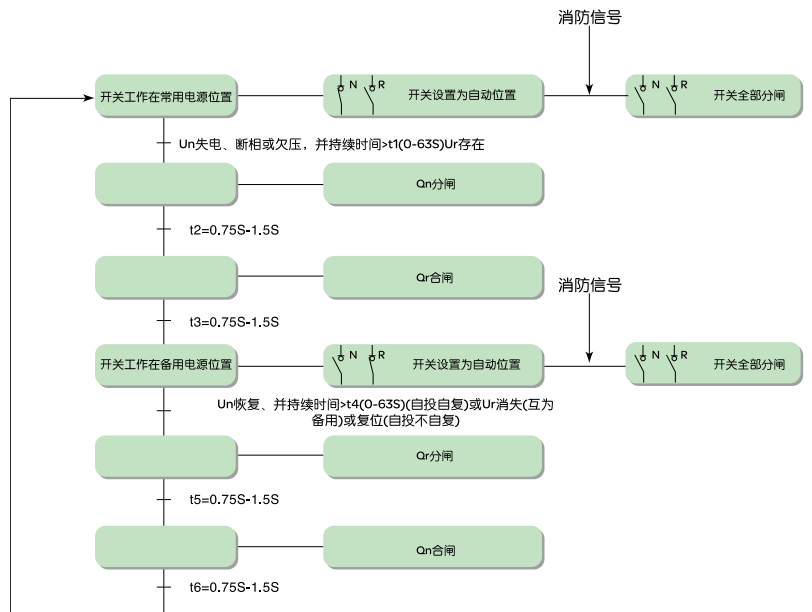 消防信号
开关工作在常用电源位置
N R 开关设置为自动位置
N R 开关全部分闸
Un失电、断相或欠压，并持续时间>t1(0-63S)Ur存在
Qn分闸
t2=0.75S-1.5S
Qr合闸
消防信号
t3=0.75S-1.5S
开关工作在备用电源位置
N R 开关设置为自动位置
N R 开关全部分闸
Un恢复、并持续时间>t4(0-63S)(自投自复)或Ur消失(互为
备用)或复位(自投不自复)
Qr分闸
t5=0.75S-1.5S
Qn合闸
t6=0.75S-1.5S